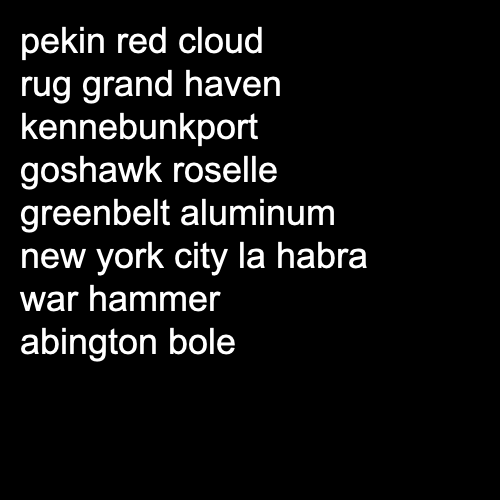 pekin red cloud
rug grand haven
kennebunkport
goshawk roselle
greenbelt aluminum
new york city la habra
war hammer
abington bole